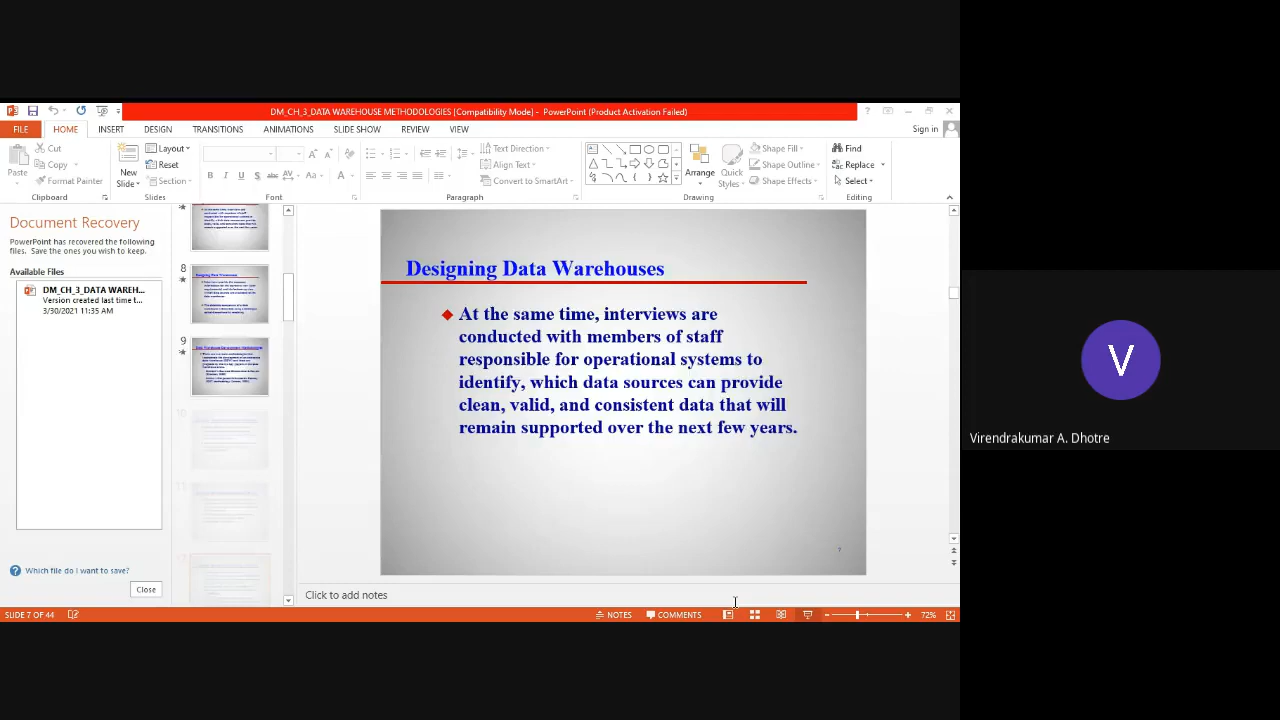 DM_CH_3_DATA WAREHOUSE METHODOLOGIES [Compatibility Mode] - PowerPoint (Product Activation Failed)
FILE HOME INSERT DESIGN TRANSITIONS ANIMATIONS SLIDE SHOW REVIEW VIEW Sign in
Paste
Cut
Copy
Format Painter
Clipboard
New
Slide
Layout
Reset
Section
Slides
Font
Text Direction
Align Text
Convert to SmartArt
Paragraph
Arrange
Quick
Styles
Shape Fill
Shape Outline
Shape Effects
Drawing
Find
Replace
Select
Editing
Document Recovery
PowerPoint has recovered the following
files. Save the ones you wish to keep.
Available Files
DM_CH_3_DATA WAREH...
Version created last time t...
3/30/2021 11:35 AM
Which file do I want to save?
Close
8
9
10
11
Designing Data Warehouses
At the same time, interviews are
conducted with members of staff
responsible for operational systems to
identify, which data sources can provide
clean, valid, and consistent data that will
remain supported over the next few years.
7
Click to add notes
SLIDE 7 OF 44
NOTES
COMMENTS
72%
V
Virendrakumar A. Dhotre